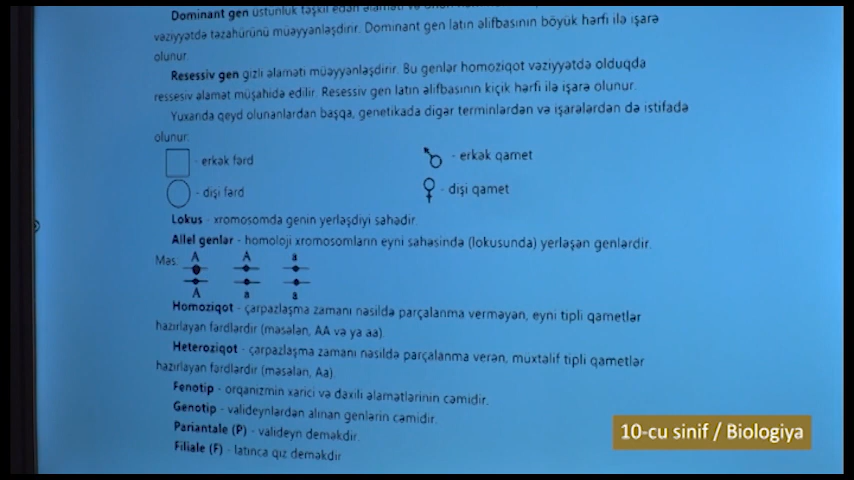 Dominant gen üstünlük təşkil edən əlaməti və onun
vəziyyətdə təzahürünü müəyyənləşdirir. Dominant gen latın əlifbasının böyük hərfi ilə işarə
olunur.
Resessiv gen gizli əlaməti müəyyənləşdirir. Bu genlər homoziqot vəziyyətdə olduqda
ressesiv əlamət müşahidə edilir. Resessiv gen latın əlifbasının kiçik hərfi ilə işarə olunur.
Yuxarıda qeyd olunanlardan başqa, genetikada digər terminlərdən və işarələrdən də istifadə
olunur.
- erkək fərd
- erkək qamet
- dişi fərd
- dişi qamet
Lokus - xromosomda genin yerləşdiyi sahədir.
Allel genlər - homoloji xromosomların eyni sahəsində (lokusunda) yerləşən genlərdir.
Məs: A A a
A a a
Homoziqot - çarpazlaşma zamanı nəsildə parçalanma verməyən, eyni tipli qametlər
hazırlayan fərdlərdir (məsələn, AA və ya aa).
Heteroziqot - çarpazlaşma zamanı nəsildə parçalanma verən, müxtəlif tipli qametlər
hazırlayan fərdlərdir (məsələn, Aa).
Fenotip - orqanizmin xarici və daxili əlamətlərinin cəmidir.
Genotip - valideynlərdən alınan genlərin cəmidir.
Pariantale (P) - valideyn deməkdir.
Filiale (F) - latınca qız deməkdir
10-cu sinif / Biologiya